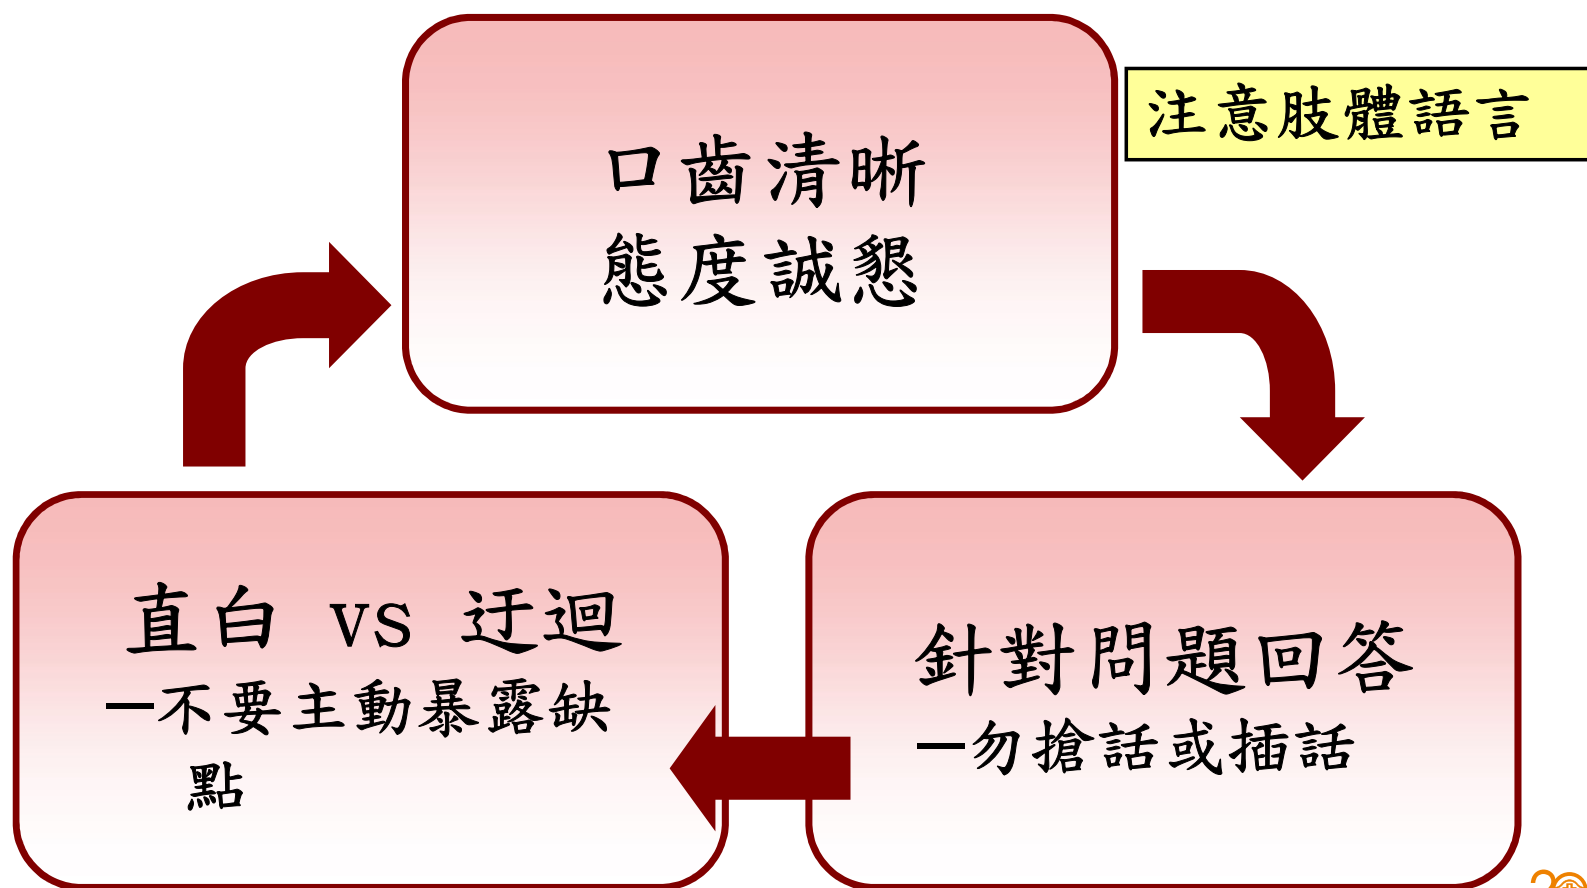 口齒清晰
態度誠懇
注意肢體語言
直白 vs 迂迴
—不要主動暴露缺
點
針對問題回答
—勿搶話或插話